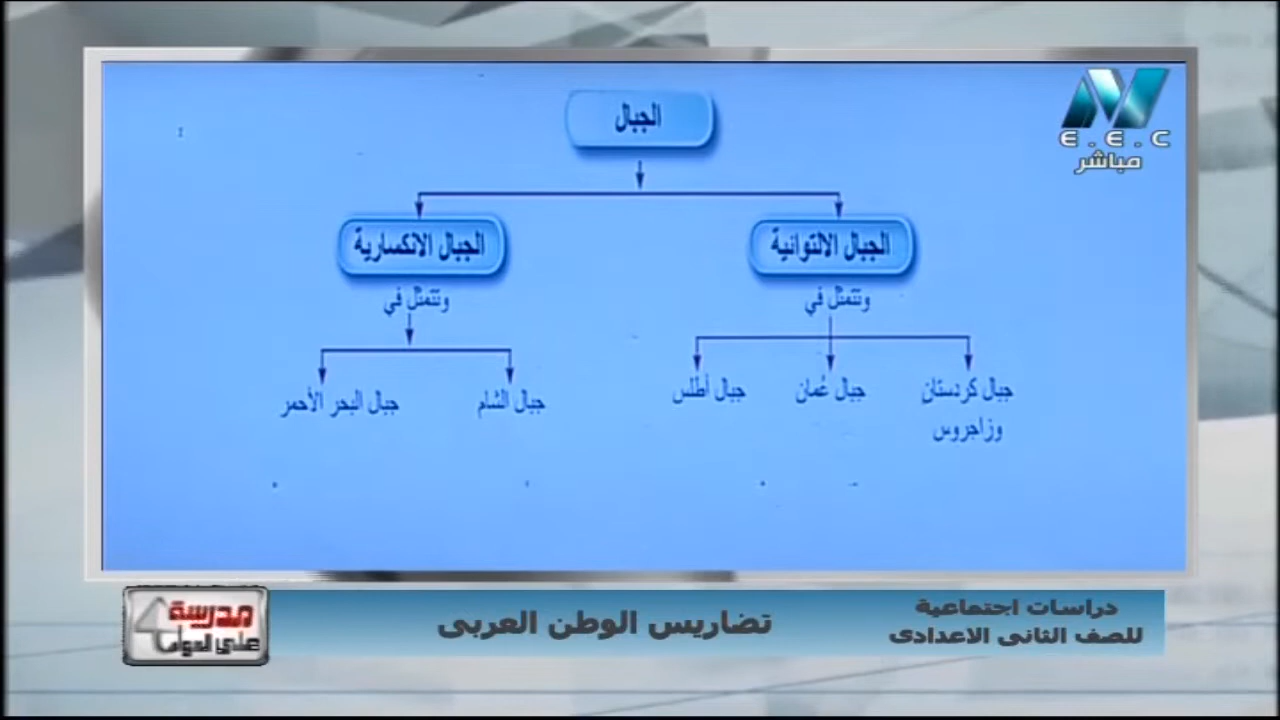 E . E . C
مباشر
الجبال
الجبال الالتوائية
الجبال الانكسارية
وتتمثل في
وتتمثل في
جبال كردستان
وزاجروس
جبال عُمان
جبال أطلس
جبال الشام
جبال البحر الأحمر
دراسات اجتماعية
للصف الثانى الاعدادى
تضاريس الوطن العربى
مدرسة
على الهواء